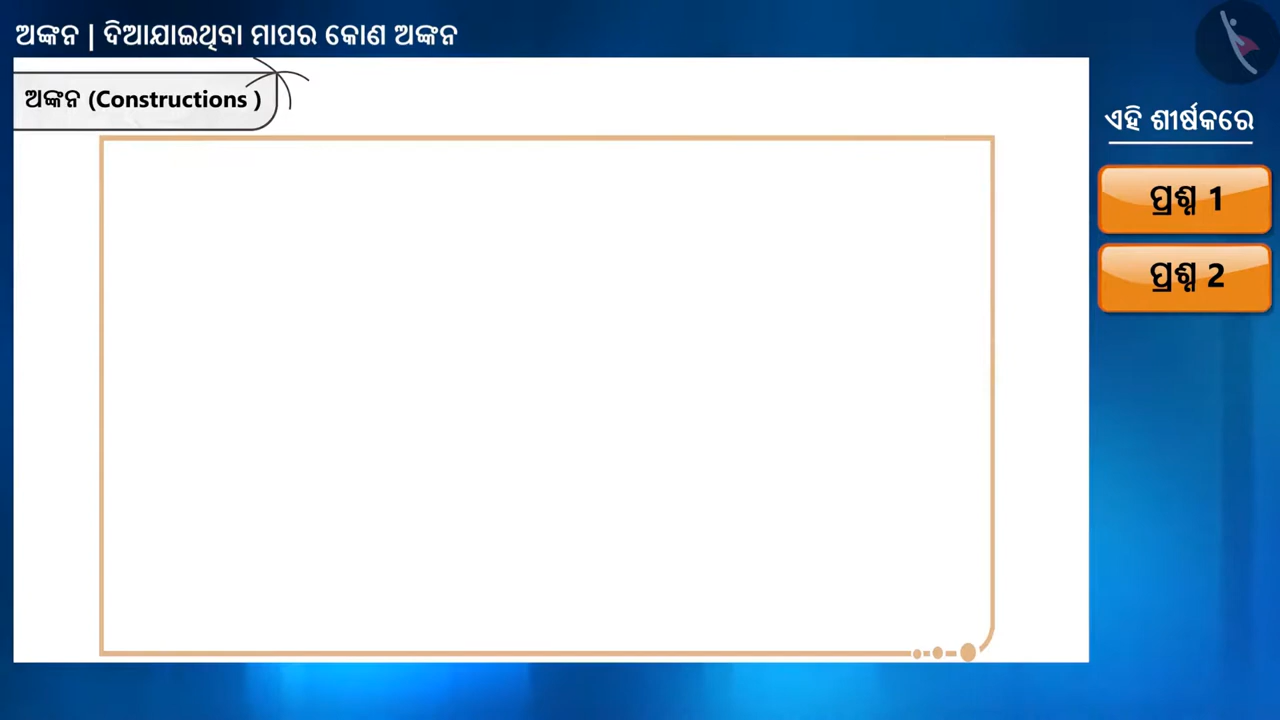 ଅଙ୍କନ | ଦିଆଯାଇଥିବା ମାପର କୋଣ ଅଙ୍କନ
ଅଙ୍କନ (Constructions )
ଏହି ଶୀର୍ଷକରେ
ପ୍ରଶ୍ନ 1
ପ୍ରଶ୍ନ 2